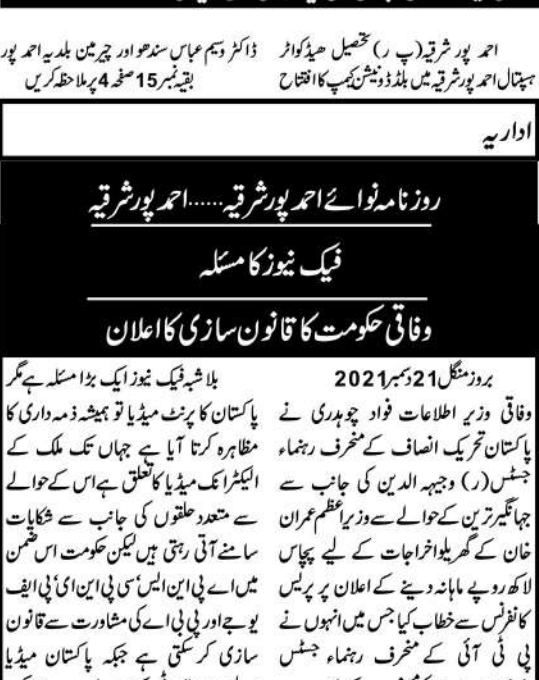 احمد پور شرقیہ(پ ر) تحصیل ھیڈکواٹر
ہسپتال احمد پورشرقیہ میں بلڈ ڈونیشن کیمپ کا افتتاح
ڈاکٹر وسیم عباس سندھو اور چیرمین بلدیہ احمد پور
بقیہ نمبر 15 صفحہ 4 پر ملاحظہ کریں
اداریہ
روزنامہ نوائے احمد پورشرقیہ......احمد پورشرقیہ
فیک نیوز کا مسئلہ
وفاقی حکومت کا قانون سازی کا اعلان
بروز منگل 21 دسمبر 2021
وفاقی وزیر اطلاعات فواد چوہدری نے
پاکستان تحریک انصاف کے منحرف رہنماء
جسٹس(ر) وجیہہ الدین کی جانب سے
جہانگیر ترین کے حوالے سے وزیراعظم عمران
خان کے گھریلو اخراجات کے لیے پچاس
لاکھ روپے ماہانہ دینے کے اعلان پر پریس
کانفرنس سے خطاب کیا جس میں انہوں نے
پی ٹی آئی کے منحرف رہنماء جسٹس
بلاشبہ فیک نیوز ایک بڑا مسئلہ ہے مگر
پاکستان کا پرنٹ میڈیا تو ہمیشہ ذمہ داری کا
مظاہرہ کرتا آیا ہے جہاں تک ملک کے
الیکٹرانک میڈیا کا تعلق ہے اس کے حوالے
سے متعدد حلقوں کی جانب سے شکایات
سامنے آتی رہتی ہیں لیکن حکومت اس ضمن
میں اے پی این ایس' سی پی این ای' پی ایف
یو جے اور پی بی اے کی مشاورت سے قانون
سازی کر سکتی ہے جبکہ پاکستان میڈیا